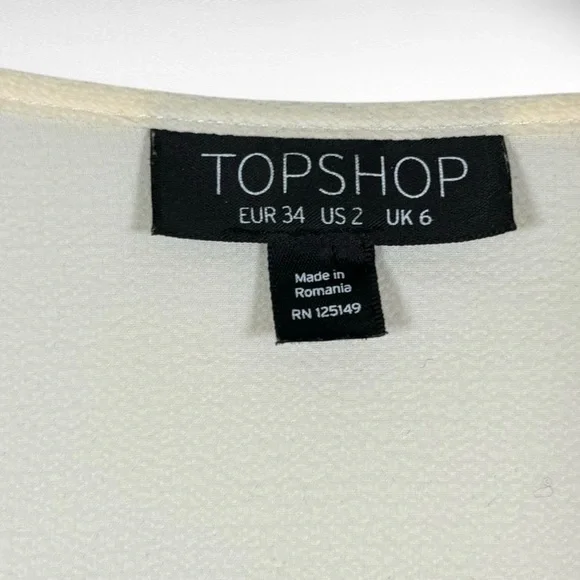 TOPSHOP
EUR 34 US 2 UK 6
Made in
Romania
RN 125149